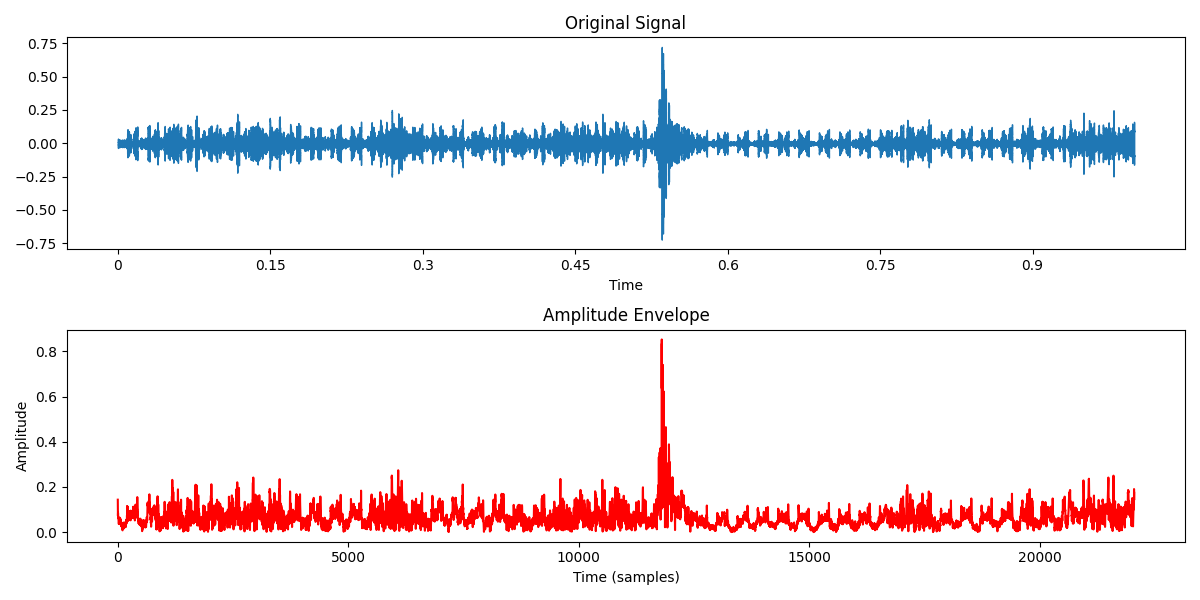 Original Signal
0.75
0.50
0.25
0.00
−0.25
−0.50
−0.75
0 0.15 0.3 0.45 0.6 0.75 0.9
Time
Amplitude Envelope
Amplitude
0.8
0.6
0.4
0.2
0.0
0 5000 10000 15000 20000
Time (samples)